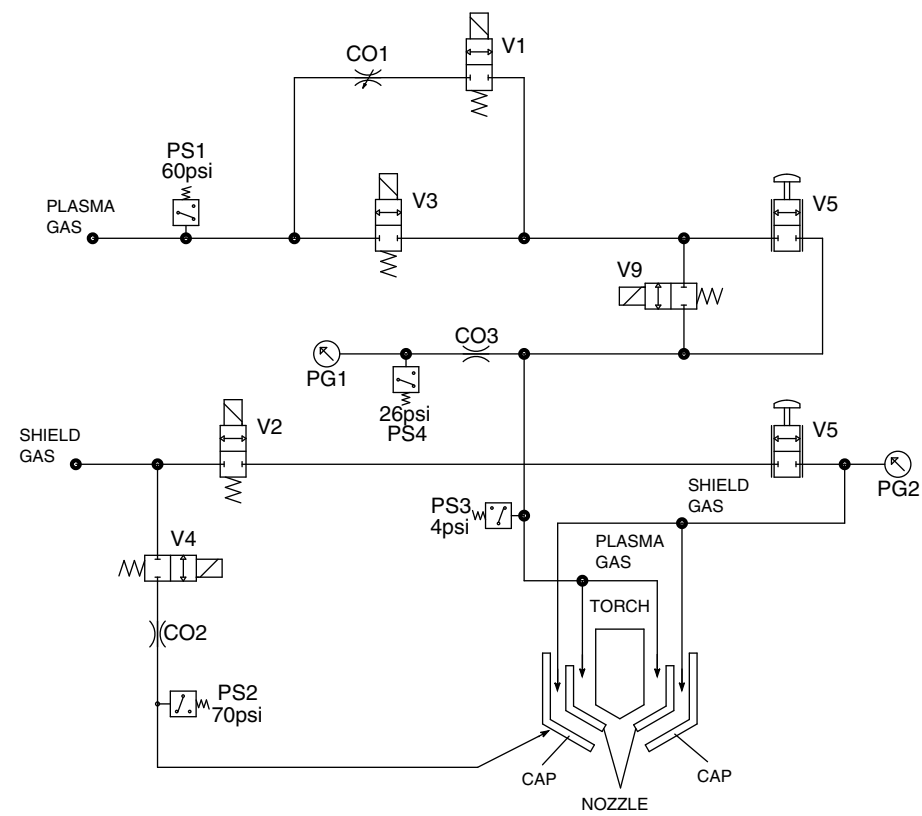 V1
CO1
PS1
60psi
PLASMA
GAS
V3
V5
V9
CO3
PG1
26psi
PS4
SHIELD
GAS
V2
V5
PG2
SHIELD
GAS
PS3
4psi
PLASMA
GAS
V4
TORCH
CO2
PS2
70psi
CAP
CAP
NOZZLE